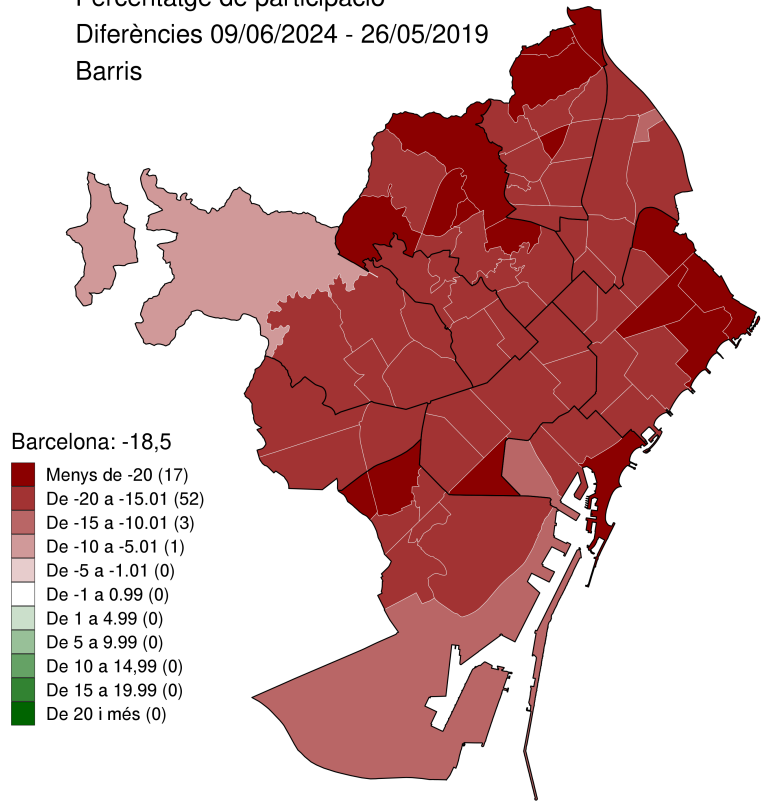 Percentatge de participació
Diferències 09/06/2024 - 26/05/2019
Barris
Barcelona: -18,5
Menys de -20 (17)
De -20 a -15.01 (52)
De -15 a -10.01 (3)
De -10 a -5.01 (1)
De -5 a -1.01 (0)
De -1 a 0.99 (0)
De 1 a 4.99 (0)
De 5 a 9.99 (0)
De 10 a 14,99 (0)
De 15 a 19.99 (0)
De 20 i més (0)